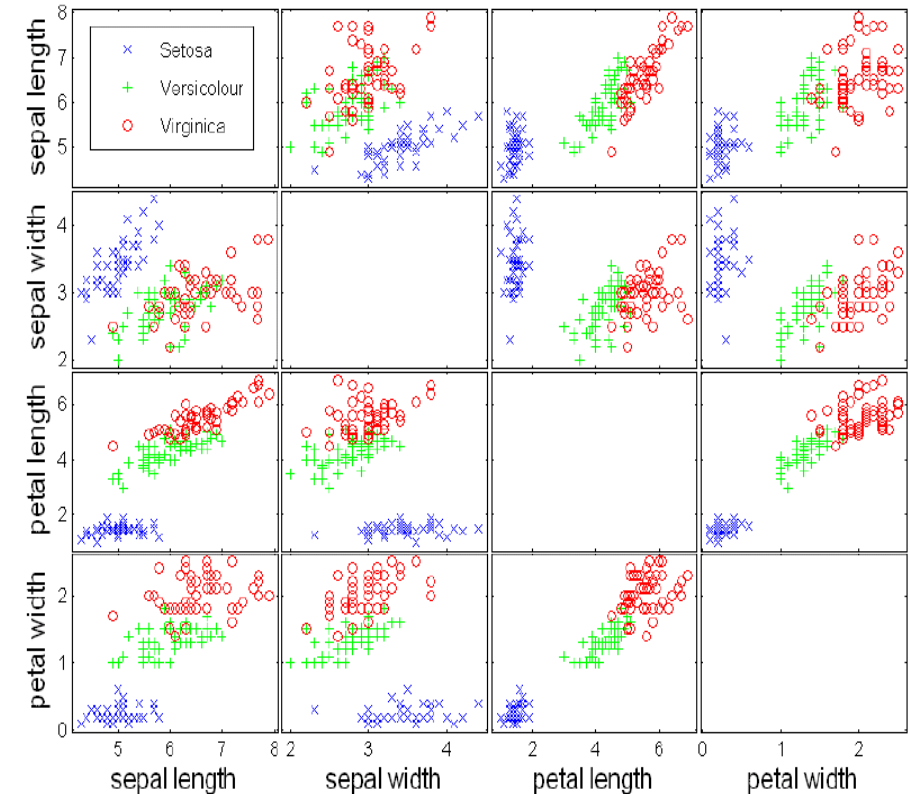 8
7
6
5
sepal length
Setosa
Versicolour
Virginica
4
3
2
sepal width
6
4
2
petal length
2
1
0
petal width
5 6 7 8 2 3 4 2 4 6 0 1 2
sepal length sepal width petal length petal width